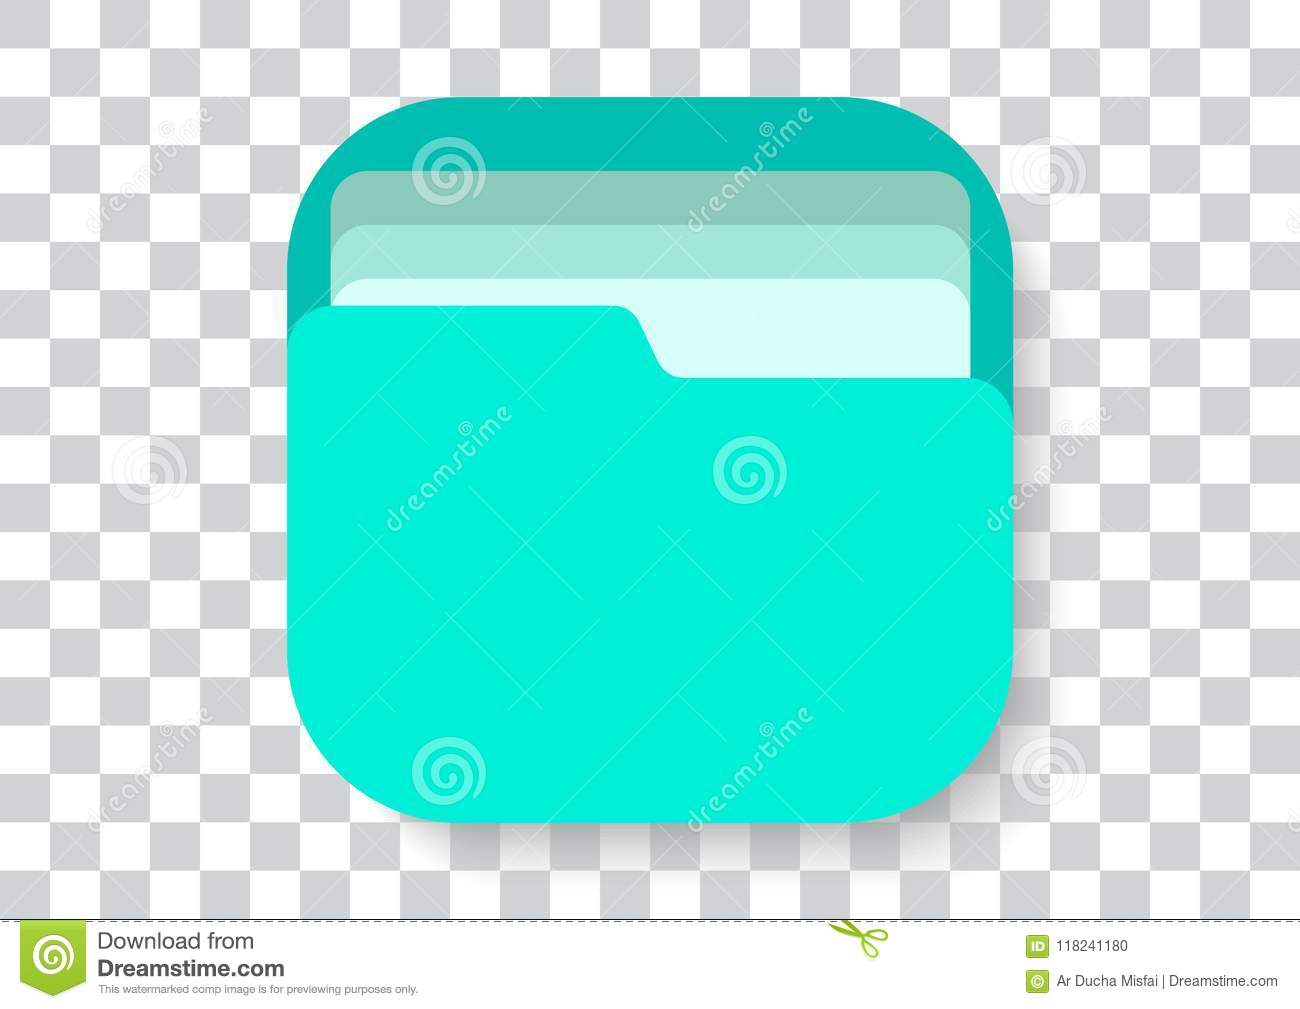 dreamstime
dreamstime
dreamstime
dreamstime
dreamstime
dreamstime
Download from
Dreamstime.com
This watermarked comp image is for previewing purposes only.
ID 118241180
© Ar Ducha Misfai | Dreamstime.com